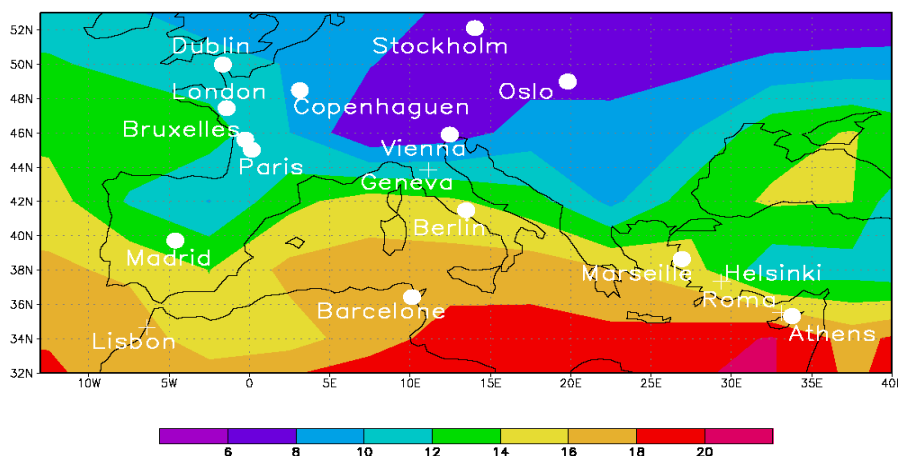 52N
Dublin
Stockholm
50N
London
Oslo
48N
Copenhaguen
Bruxelles
46N
Vienna
Paris
44N
Geneva
42N
Berlin
40N
Madrid
Marseille
Helsinki
38N
Roma
36N
Barcelone
Athens
34N
Lisbon
32N
10W 5W 0 5E 10E 15E 20E 25E 30E 35E 40E
6 8 10 12 14 16 18 20